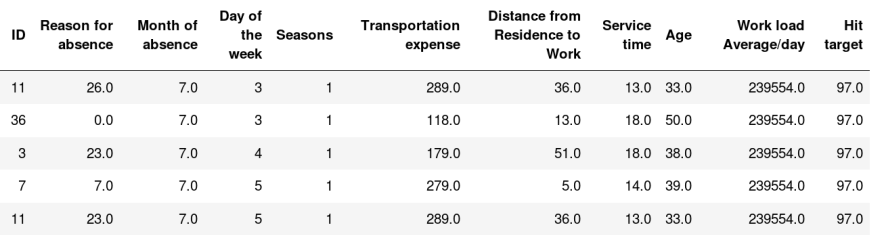 ID Reason for absence Month of absence Day of the week Seasons Transportation expense Distance from Residence to Work Service time Age Work load Average/day Hit target
11 26.0 7.0 3 1 289.0 36.0 13.0 33.0 239554.0 97.0
36 0.0 7.0 3 1 118.0 13.0 18.0 50.0 239554.0 97.0
3 23.0 7.0 4 1 179.0 51.0 18.0 38.0 239554.0 97.0
7 7.0 7.0 5 1 279.0 5.0 14.0 39.0 239554.0 97.0
11 23.0 7.0 5 1 289.0 36.0 13.0 33.0 239554.0 97.0